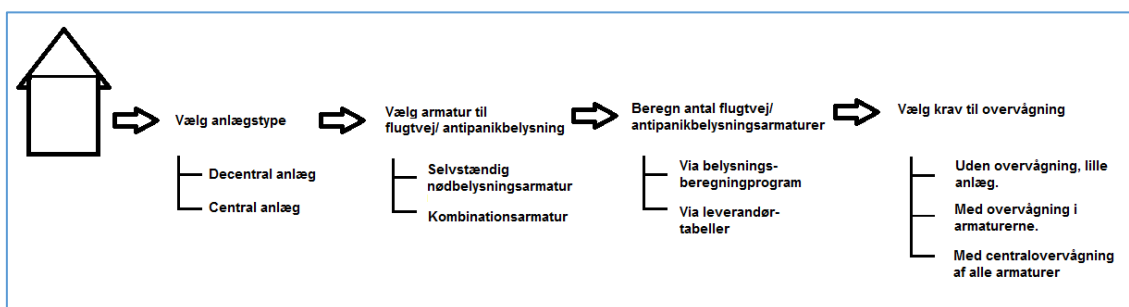 Vælg anlægstype
Decentral anlæg
Central anlæg
Vælg armatur til
flugtvej/ antipanikbelysning
Selvstændig
nødbelysningsarmatur
Kombinationsarmatur
Beregn antal flugtvej/
antipanikbelysningsarmaturer
Via belysnings-
beregningprogram
Via leverandør-
tabeller
Vælg krav til overvågning
Uden overvågning, lille
anlæg.
Med overvågning i
armaturerne.
Med centralovervågning
af alle armaturer